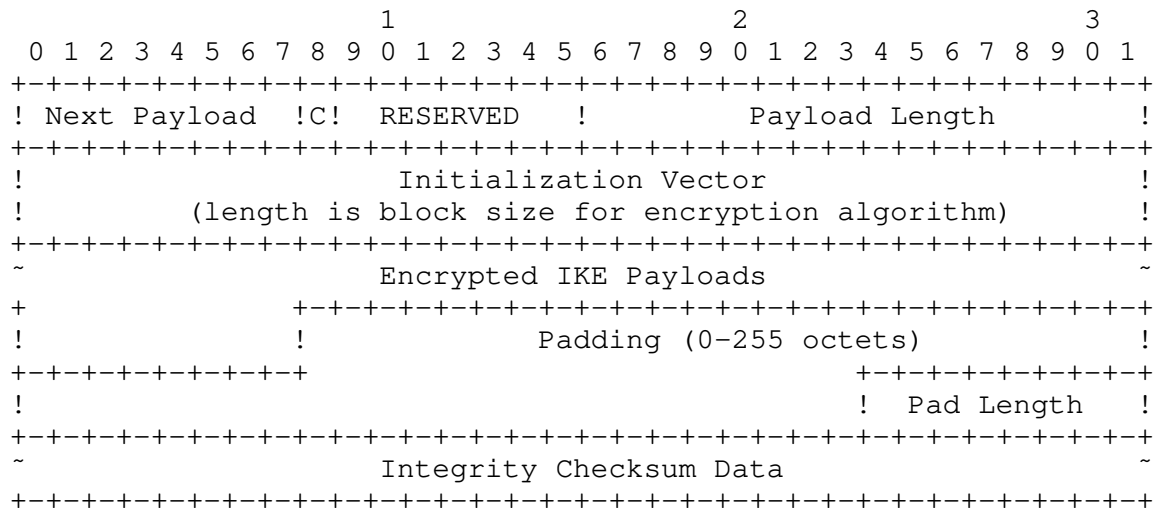 1                   2                   3
 0 1 2 3 4 5 6 7 8 9 0 1 2 3 4 5 6 7 8 9 0 1 2 3 4 5 6 7 8 9 0 1
+-+-+-+-+-+-+-+-+-+-+-+-+-+-+-+-+-+-+-+-+-+-+-+-+-+-+-+-+-+-+-+-+
! Next Payload  !C!  RESERVED   !         Payload Length        !
+-+-+-+-+-+-+-+-+-+-+-+-+-+-+-+-+-+-+-+-+-+-+-+-+-+-+-+-+-+-+-+-+
!                     Initialization Vector                     !
!         (length is block size for encryption algorithm)       !
+-+-+-+-+-+-+-+-+-+-+-+-+-+-+-+-+-+-+-+-+-+-+-+-+-+-+-+-+-+-+-+-+
~                    Encrypted IKE Payloads                     ~
+               +-+-+-+-+-+-+-+-+-+-+-+-+-+-+-+-+-+-+-+-+-+-+-+-+
!               !             Padding (0-255 octets)            !
+-+-+-+-+-+-+-+-+                               +-+-+-+-+-+-+-+-+
!                                               !  Pad Length   !
+-+-+-+-+-+-+-+-+-+-+-+-+-+-+-+-+-+-+-+-+-+-+-+-+-+-+-+-+-+-+-+-+
~                    Integrity Checksum Data                    ~
+-+-+-+-+-+-+-+-+-+-+-+-+-+-+-+-+-+-+-+-+-+-+-+-+-+-+-+-+-+-+-+-+